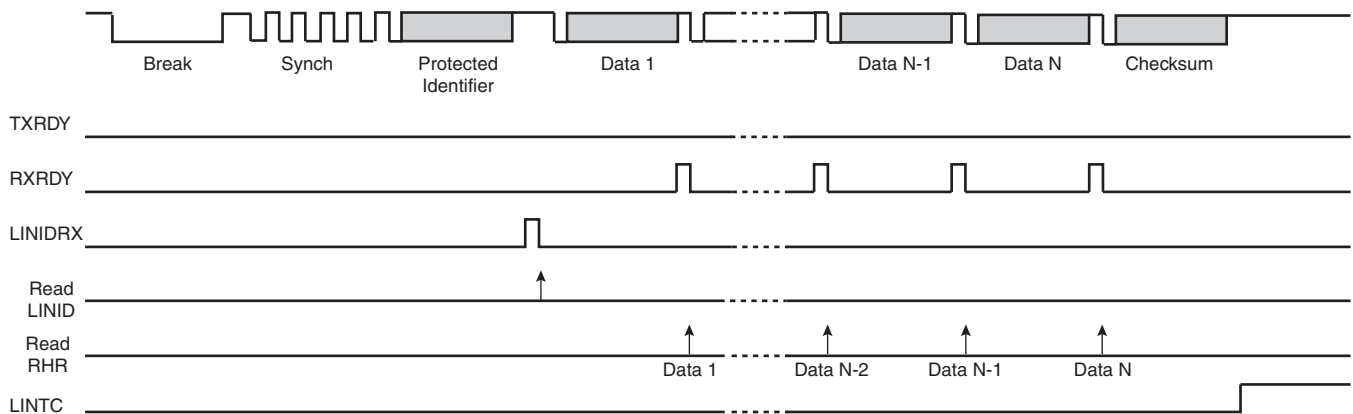 Break Synch Protected Data 1 Data N-1 Data N Checksum
Identifier
TXRDY
RXRDY
LINIDRX
Read
LINID
Read
RHR
Data 1 Data N-2 Data N-1 Data N
LINTC